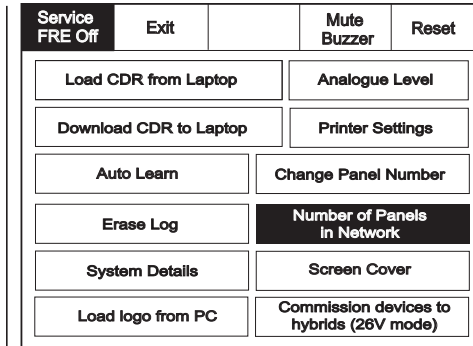 Service
FRE Off
Exit
Mute
Buzzer
Reset
Load CDR from Laptop
Analogue Level
Download CDR to Laptop
Printer Settings
Auto Learn
Change Panel Number
Erase Log
Number of Panels
in Network
System Details
Screen Cover
Load logo from PC
Commission devices to
hybrids (26V mode)